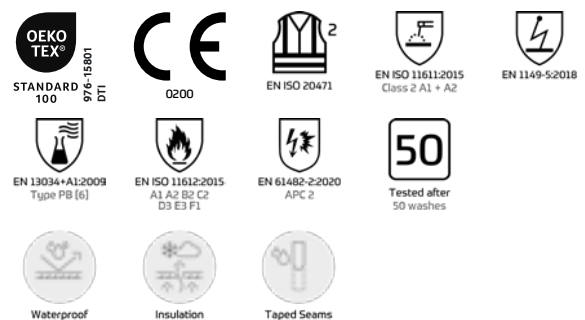 OEKO
TEX®
STANDARD
100
976-15801
DTI
CE
0200
2
EN ISO 20471
EN ISO 11611:2015
Class 2 A1 + A2
EN 1149-5:2018
EN 13034+A1:2009
Type PB [6]
EN ISO 11612:2015
A1 A2 B2 C2
D3 E3 F1
EN 61482-2:2020
APC 2
50
Tested after
50 washes
Waterproof
Insulation
Taped Seams